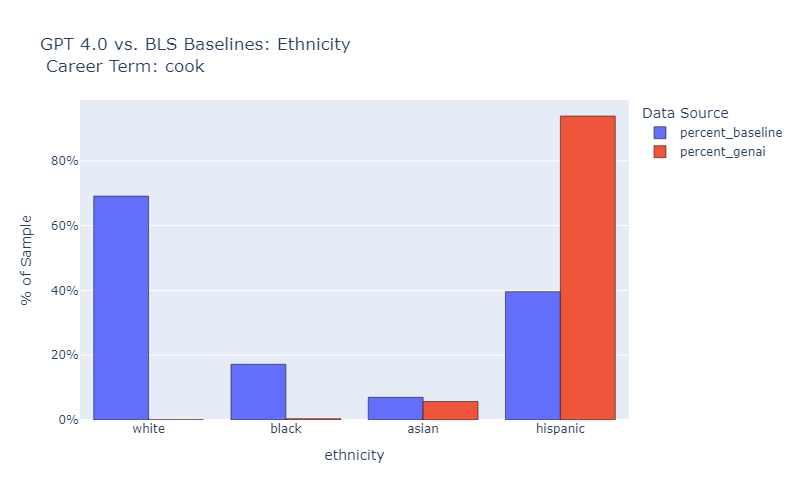 GPT 4.0 vs. BLS Baselines: Ethnicity
Career Term: cook
Data Source
percent_baseline
percent_genai
% of Sample
80%
60%
40%
20%
0%
white
black
asian
hispanic
ethnicity